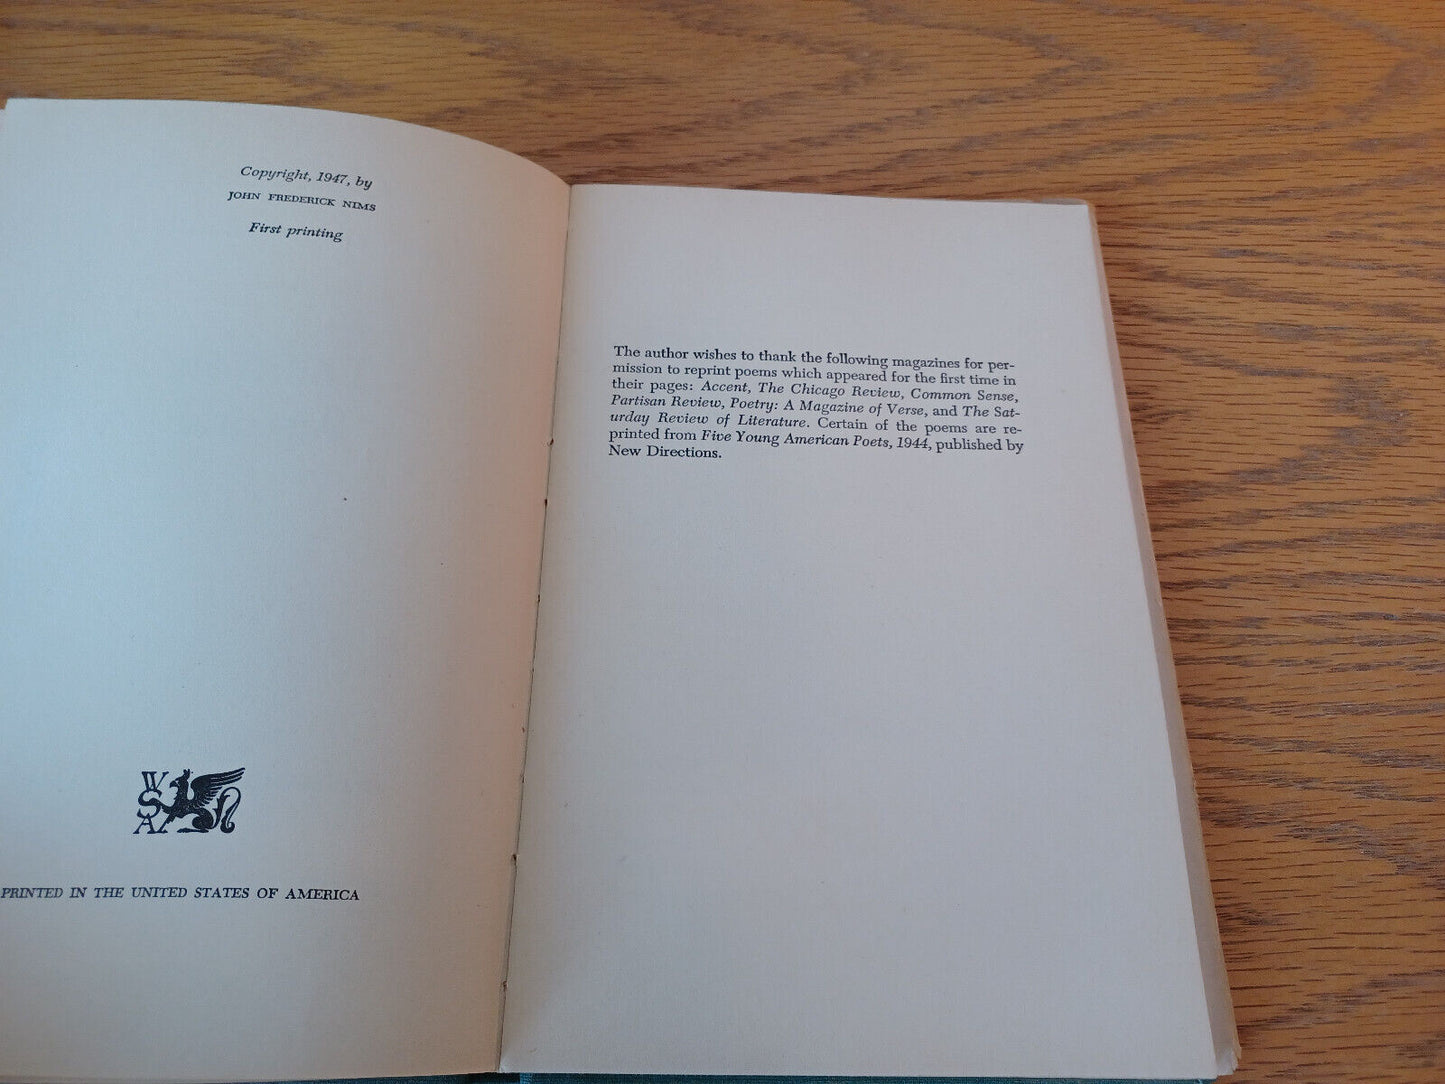 Copyright, 1947, by
JOHN FREDERICK NIMS
First printing
WSA
PRINTED IN THE UNITED STATES OF AMERICA
The author wishes to thank the following magazines for per-
mission to reprint poems which appeared for the first time in
their pages: Accent, The Chicago Review, Common Sense,
Partisan Review, Poetry: A Magazine of Verse, and The Sat-
urday Review of Literature. Certain of the poems are re-
printed from Five Young American Poets, 1944, published by
New Directions.